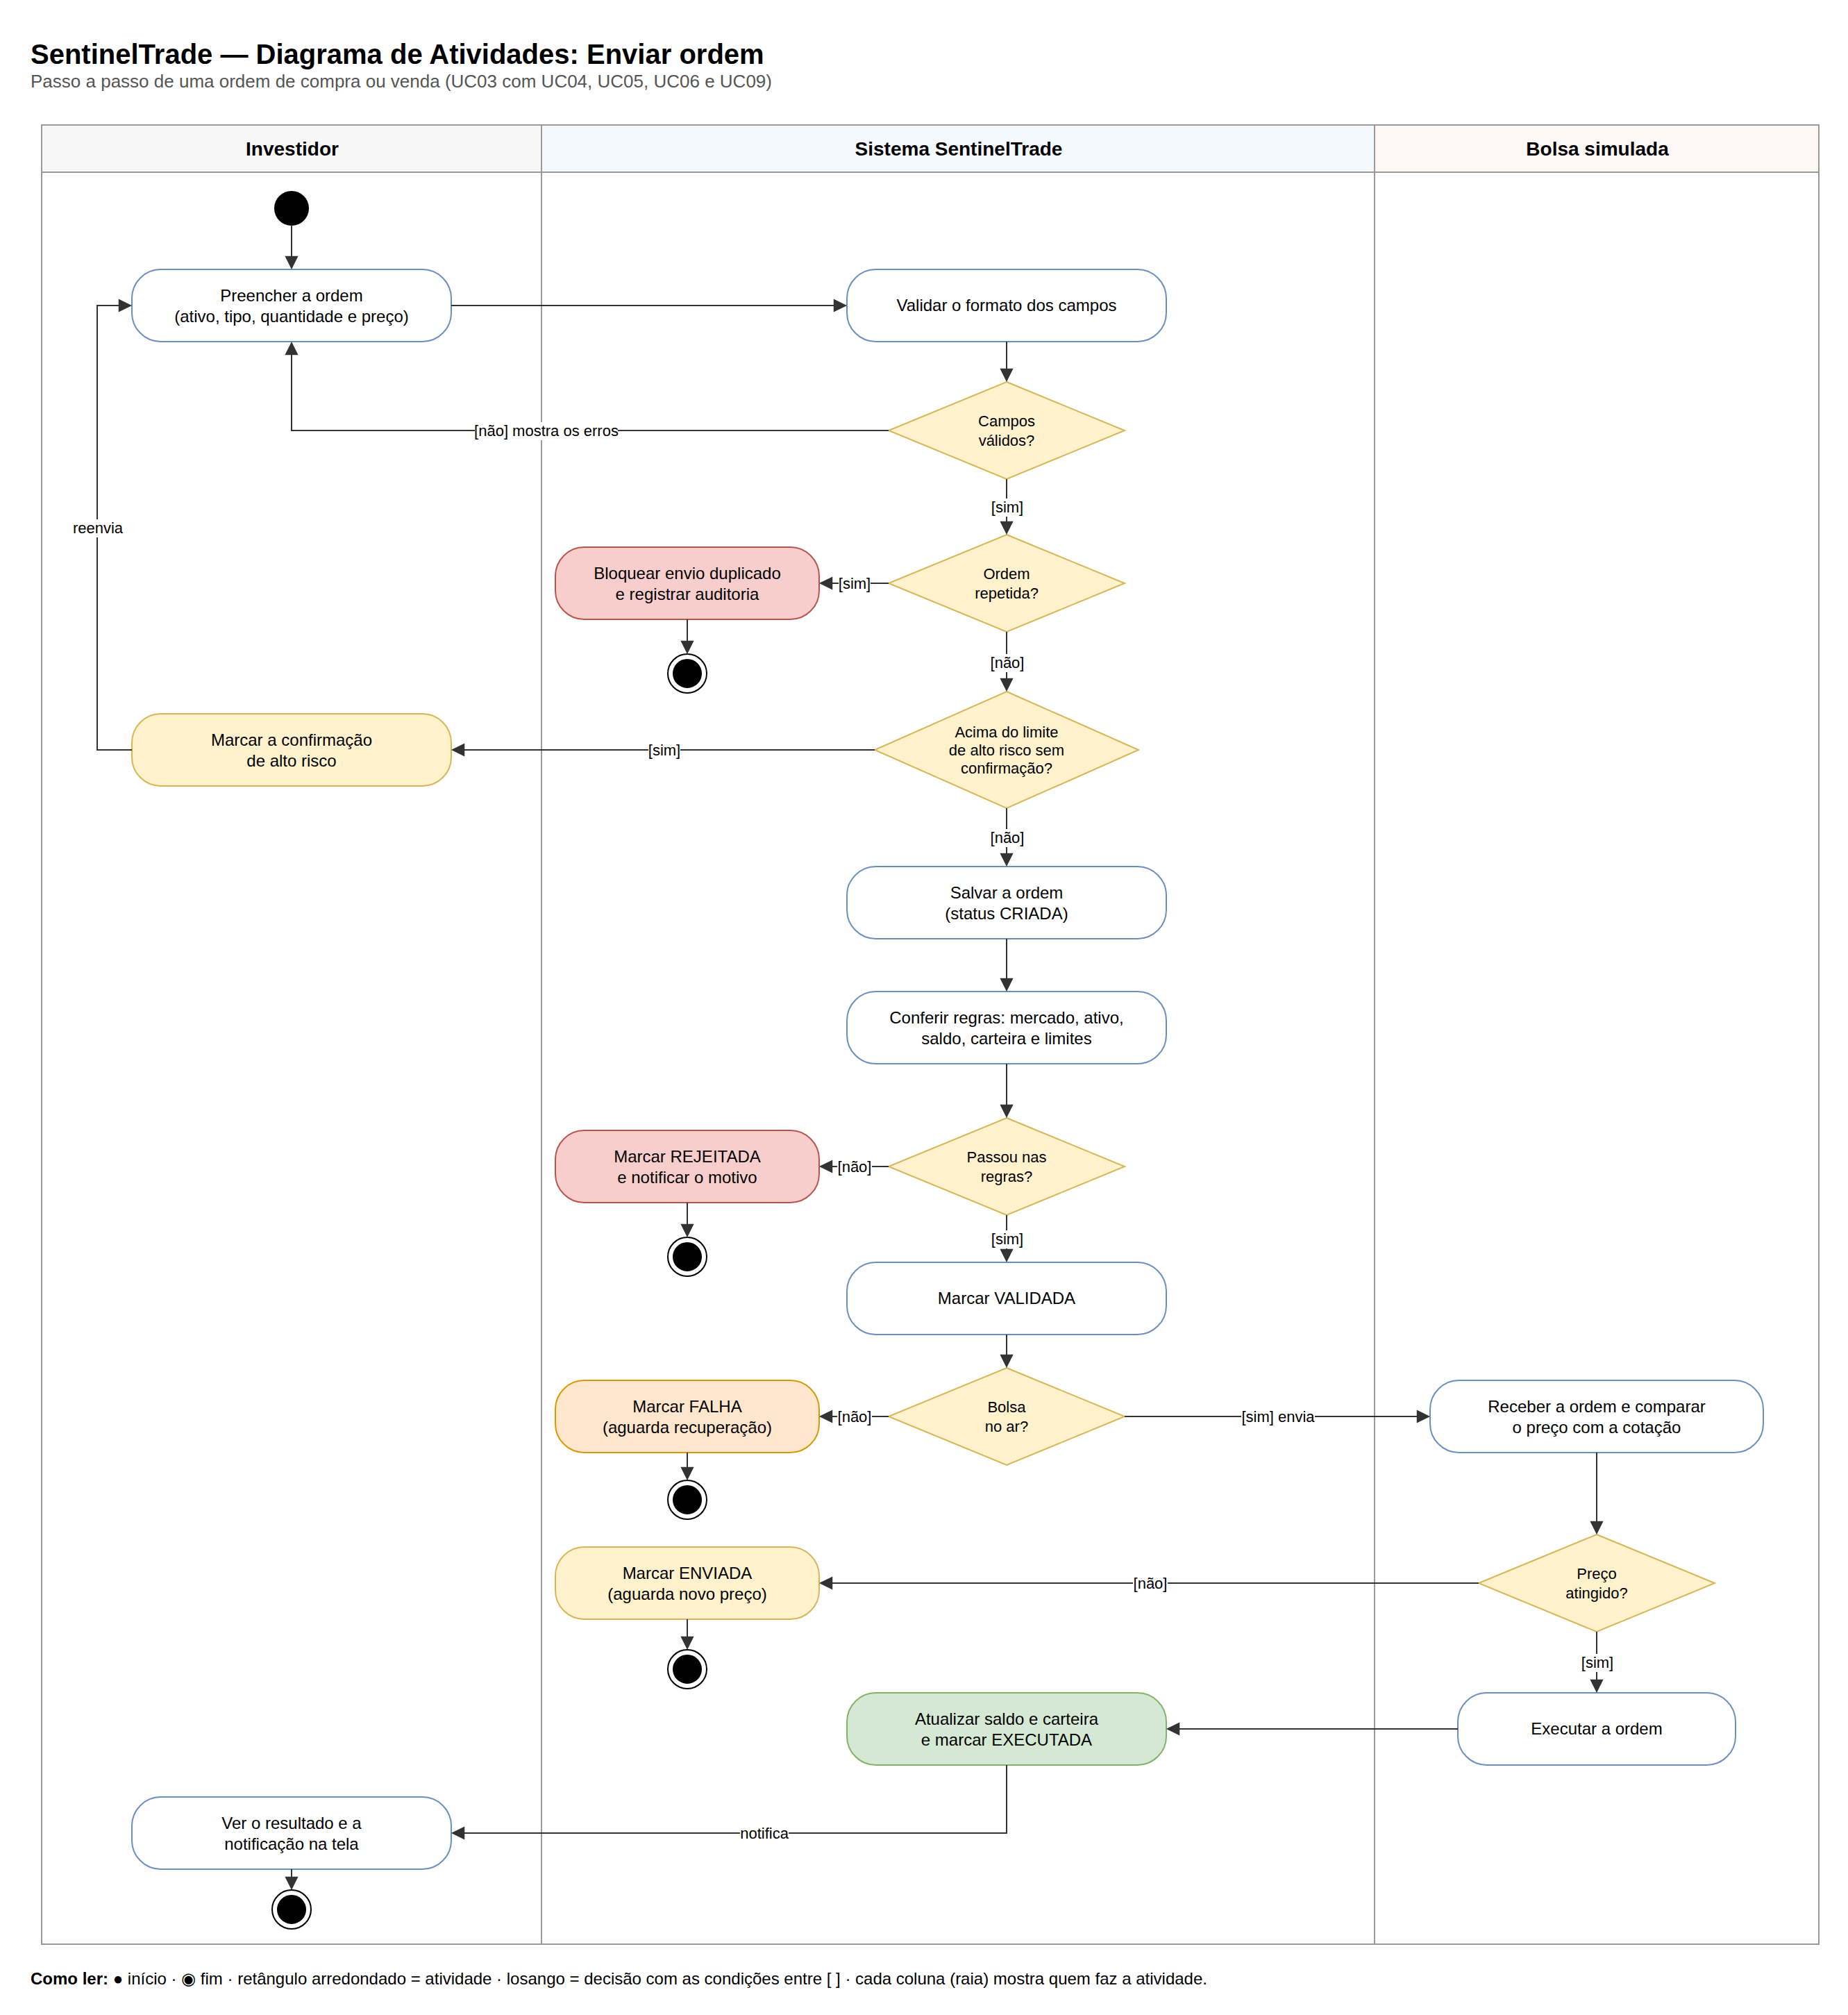 SentinelTrade — Diagrama de Atividades: Enviar ordem
Passo a passo de uma ordem de compra ou venda (UC03 com UC04, UC05, UC06 e UC09)
Investidor
Sistema SentinelTrade
Bolsa simulada
Preencher a ordem
(ativo, tipo, quantidade e preço)
Validar o formato dos campos
Campos
válidos?
[não] mostra os erros
[sim]
reenvia
Bloquear envio duplicado
e registrar auditoria
[sim]
Ordem
repetida?
[não]
Marcar a confirmação
de alto risco
[sim]
Acima do limite
de alto risco sem
confirmação?
[não]
Salvar a ordem
(status CRIADA)
Conferir regras: mercado, ativo,
saldo, carteira e limites
Marcar REJEITADA
e notificar o motivo
[não]
Passou nas
regras?
[sim]
Marcar VALIDADA
Marcar FALHA
(aguarda recuperação)
[não]
Bolsa
no ar?
[sim] envia
Receber a ordem e comparar
o preço com a cotação
Marcar ENVIADA
(aguarda novo preço)
[não]
Preço
atingido?
[sim]
Atualizar saldo e carteira
e marcar EXECUTADA
Executar a ordem
Ver o resultado e a
notificação na tela
notifica
Como ler: ● início · ◉ fim · retângulo arredondado = atividade · losango = decisão com as condições entre [ ] · cada coluna (raia) mostra quem faz a atividade.